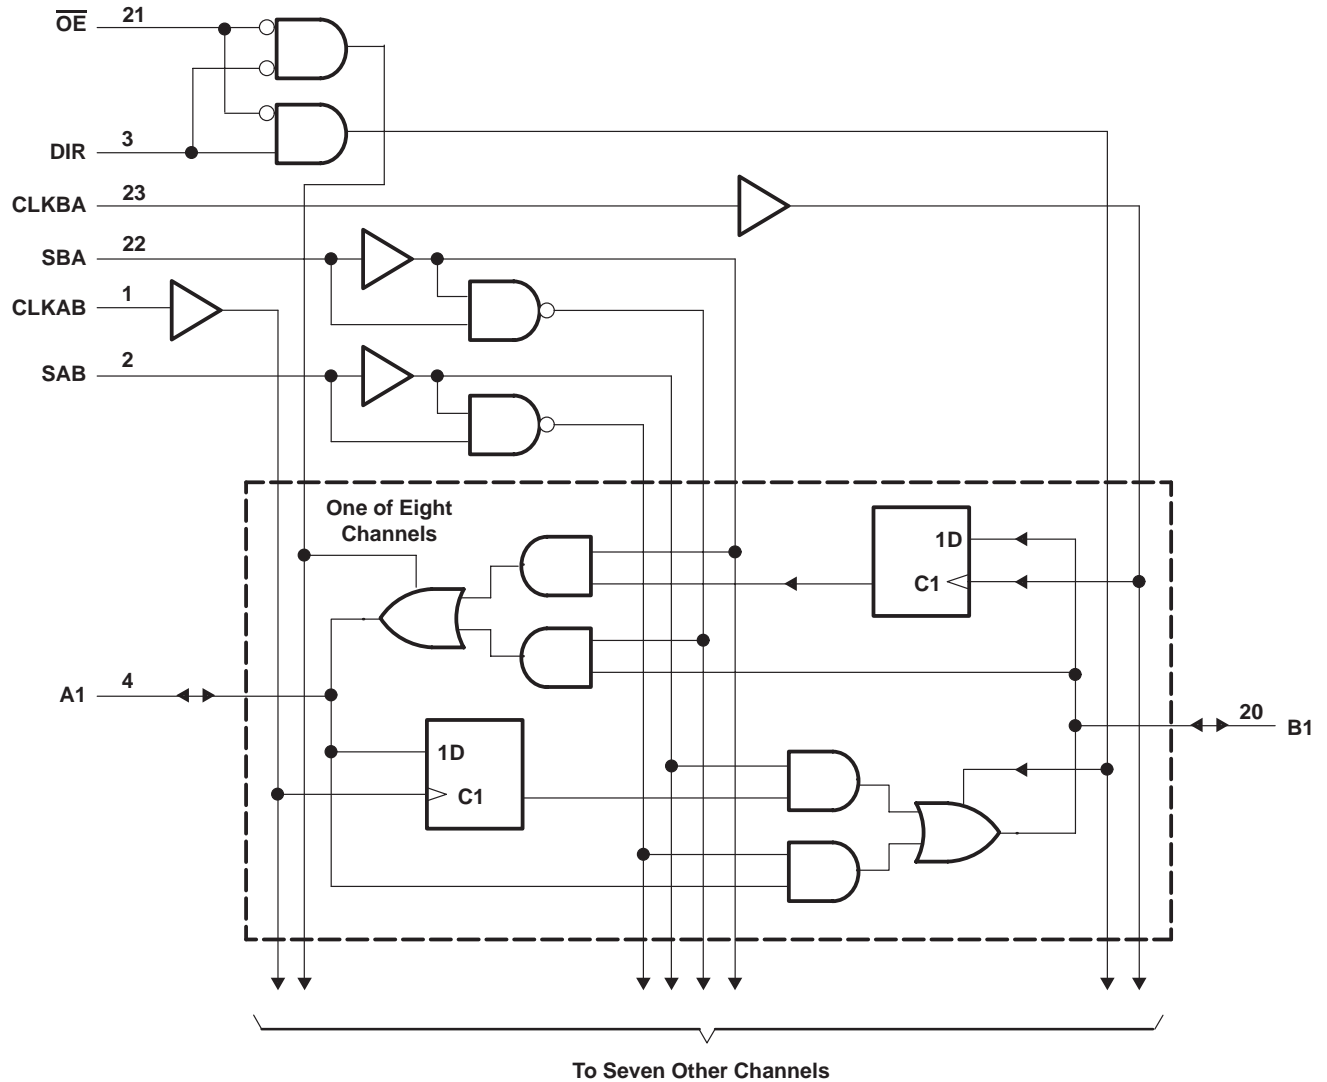 O̅E̅ 21
DIR 3
CLKBA 23
SBA 22
CLKAB 1
SAB 2
One of Eight
Channels
1D
C1
A1 4
1D
C1
20 B1
To Seven Other Channels